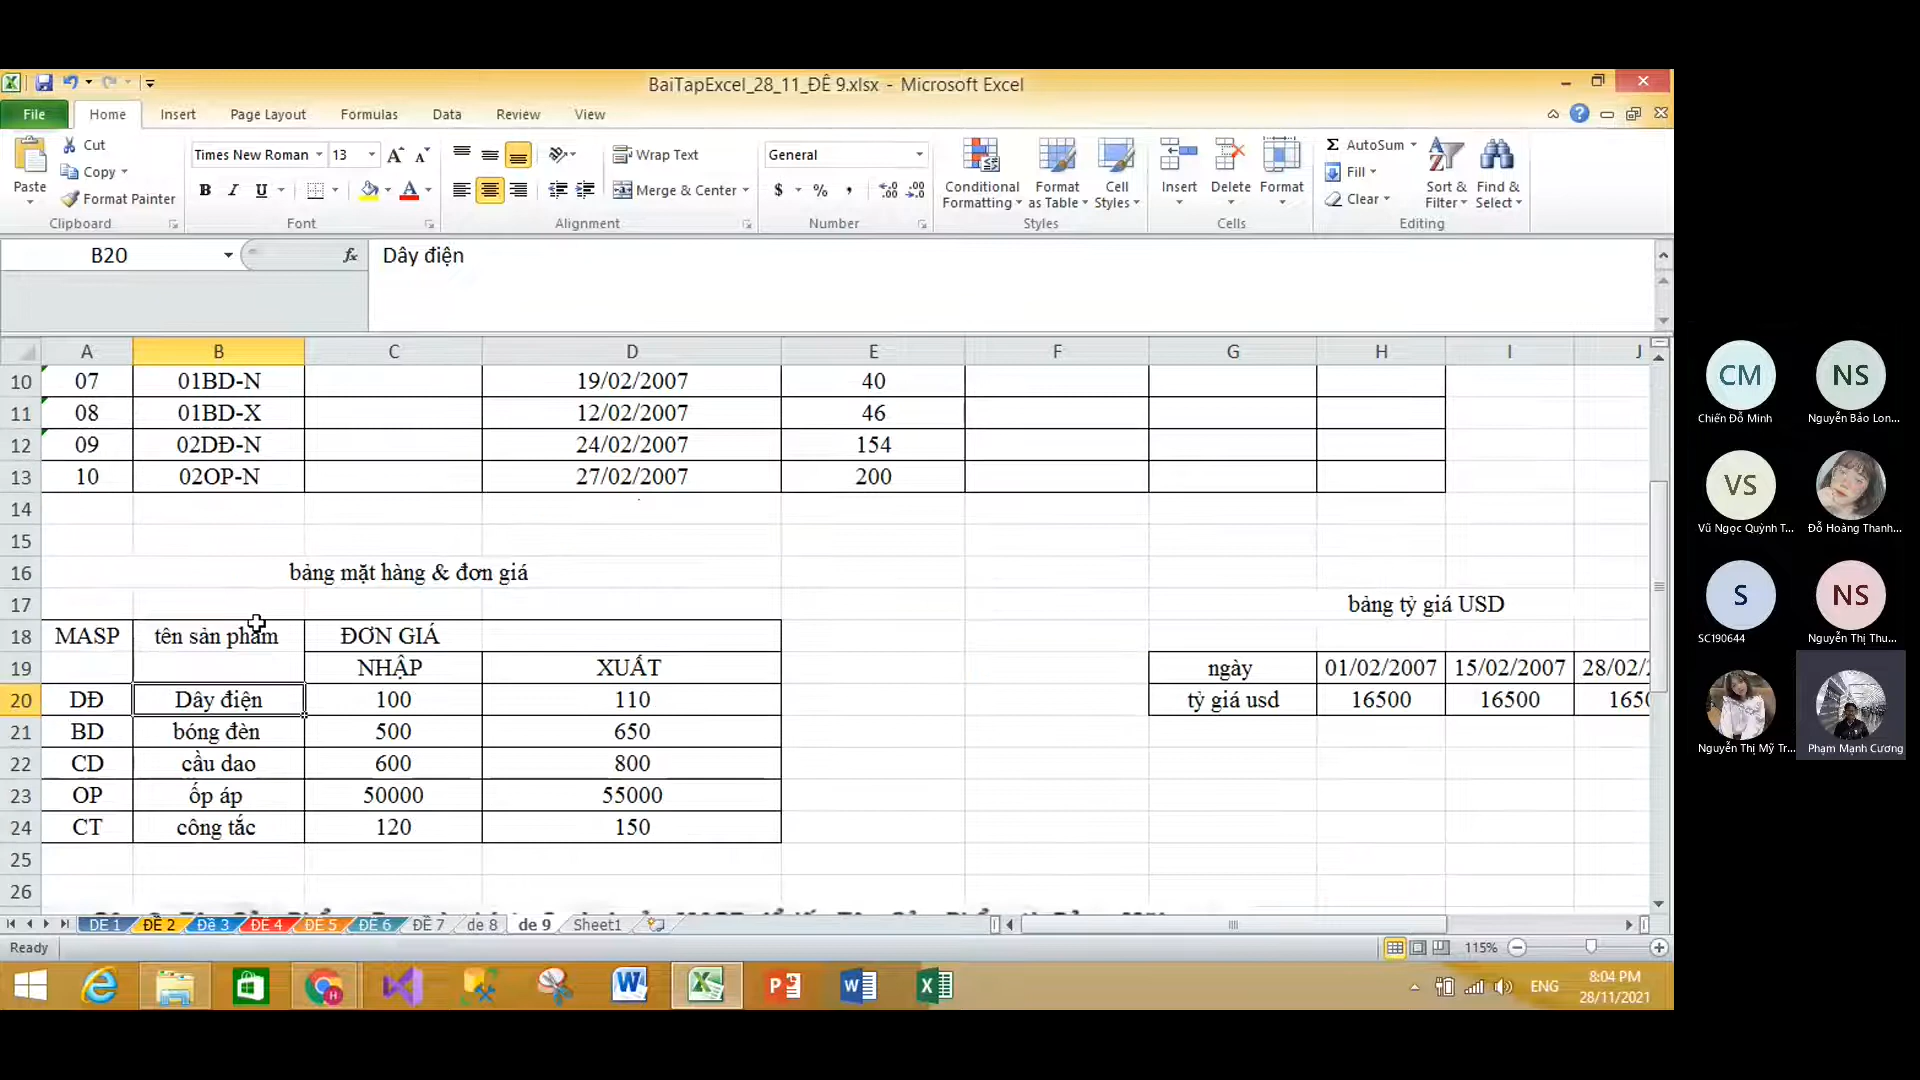 BaiTapExcel_28_11_ĐỀ 9.xlsx - Microsoft Excel
File Home Insert Page Layout Formulas Data Review View
Paste
Cut
Copy
Format Painter
Clipboard
Times New Roman 13
B I U A
Font
Wrap Text
Merge & Center
Alignment
General
$ % ,
Number
Conditional Formatting
Format as Table
Cell Styles
Styles
Insert Delete Format
Cells
Σ AutoSum
Fill
Clear
Sort & Filter
Find & Select
Editing
B20 fx Dây điện
A B C D E F G H I J
10 07 01BD-N 19/02/2007 40
11 08 01BD-X 12/02/2007 46
12 09 02DĐ-N 24/02/2007 154
13 10 02OP-N 27/02/2007 200
14
15
16 bảng mặt hàng & đơn giá
17 bảng tỷ giá USD
18 MASP tên sản phẩm ĐƠN GIÁ
19 NHẬP XUẤT ngày 01/02/2007 15/02/2007 28/02/
20 DĐ Dây điện 100 110 tỷ giá usd 16500 16500 165
21 BD bóng đèn 500 650
22 CD cầu dao 600 800
23 OP ốp áp 50000 55000
24 CT công tắc 120 150
25
26
ĐỀ 1 ĐỀ 2 Đề 3 ĐỀ 4 ĐỀ 5 ĐỀ 6 ĐỀ 7 de 8 de 9 Sheet1
Ready 115%
ENG
8:04 PM
28/11/2021
CM
Chiến Đỗ Minh
NS
Nguyễn Bảo Lon...
VS
Vũ Ngọc Quỳnh T...
Đỗ Hoàng Thanh...
S
SC190644
NS
Nguyễn Thị Thu...
Nguyễn Thị Mỹ Tr...
Phạm Mạnh Cương